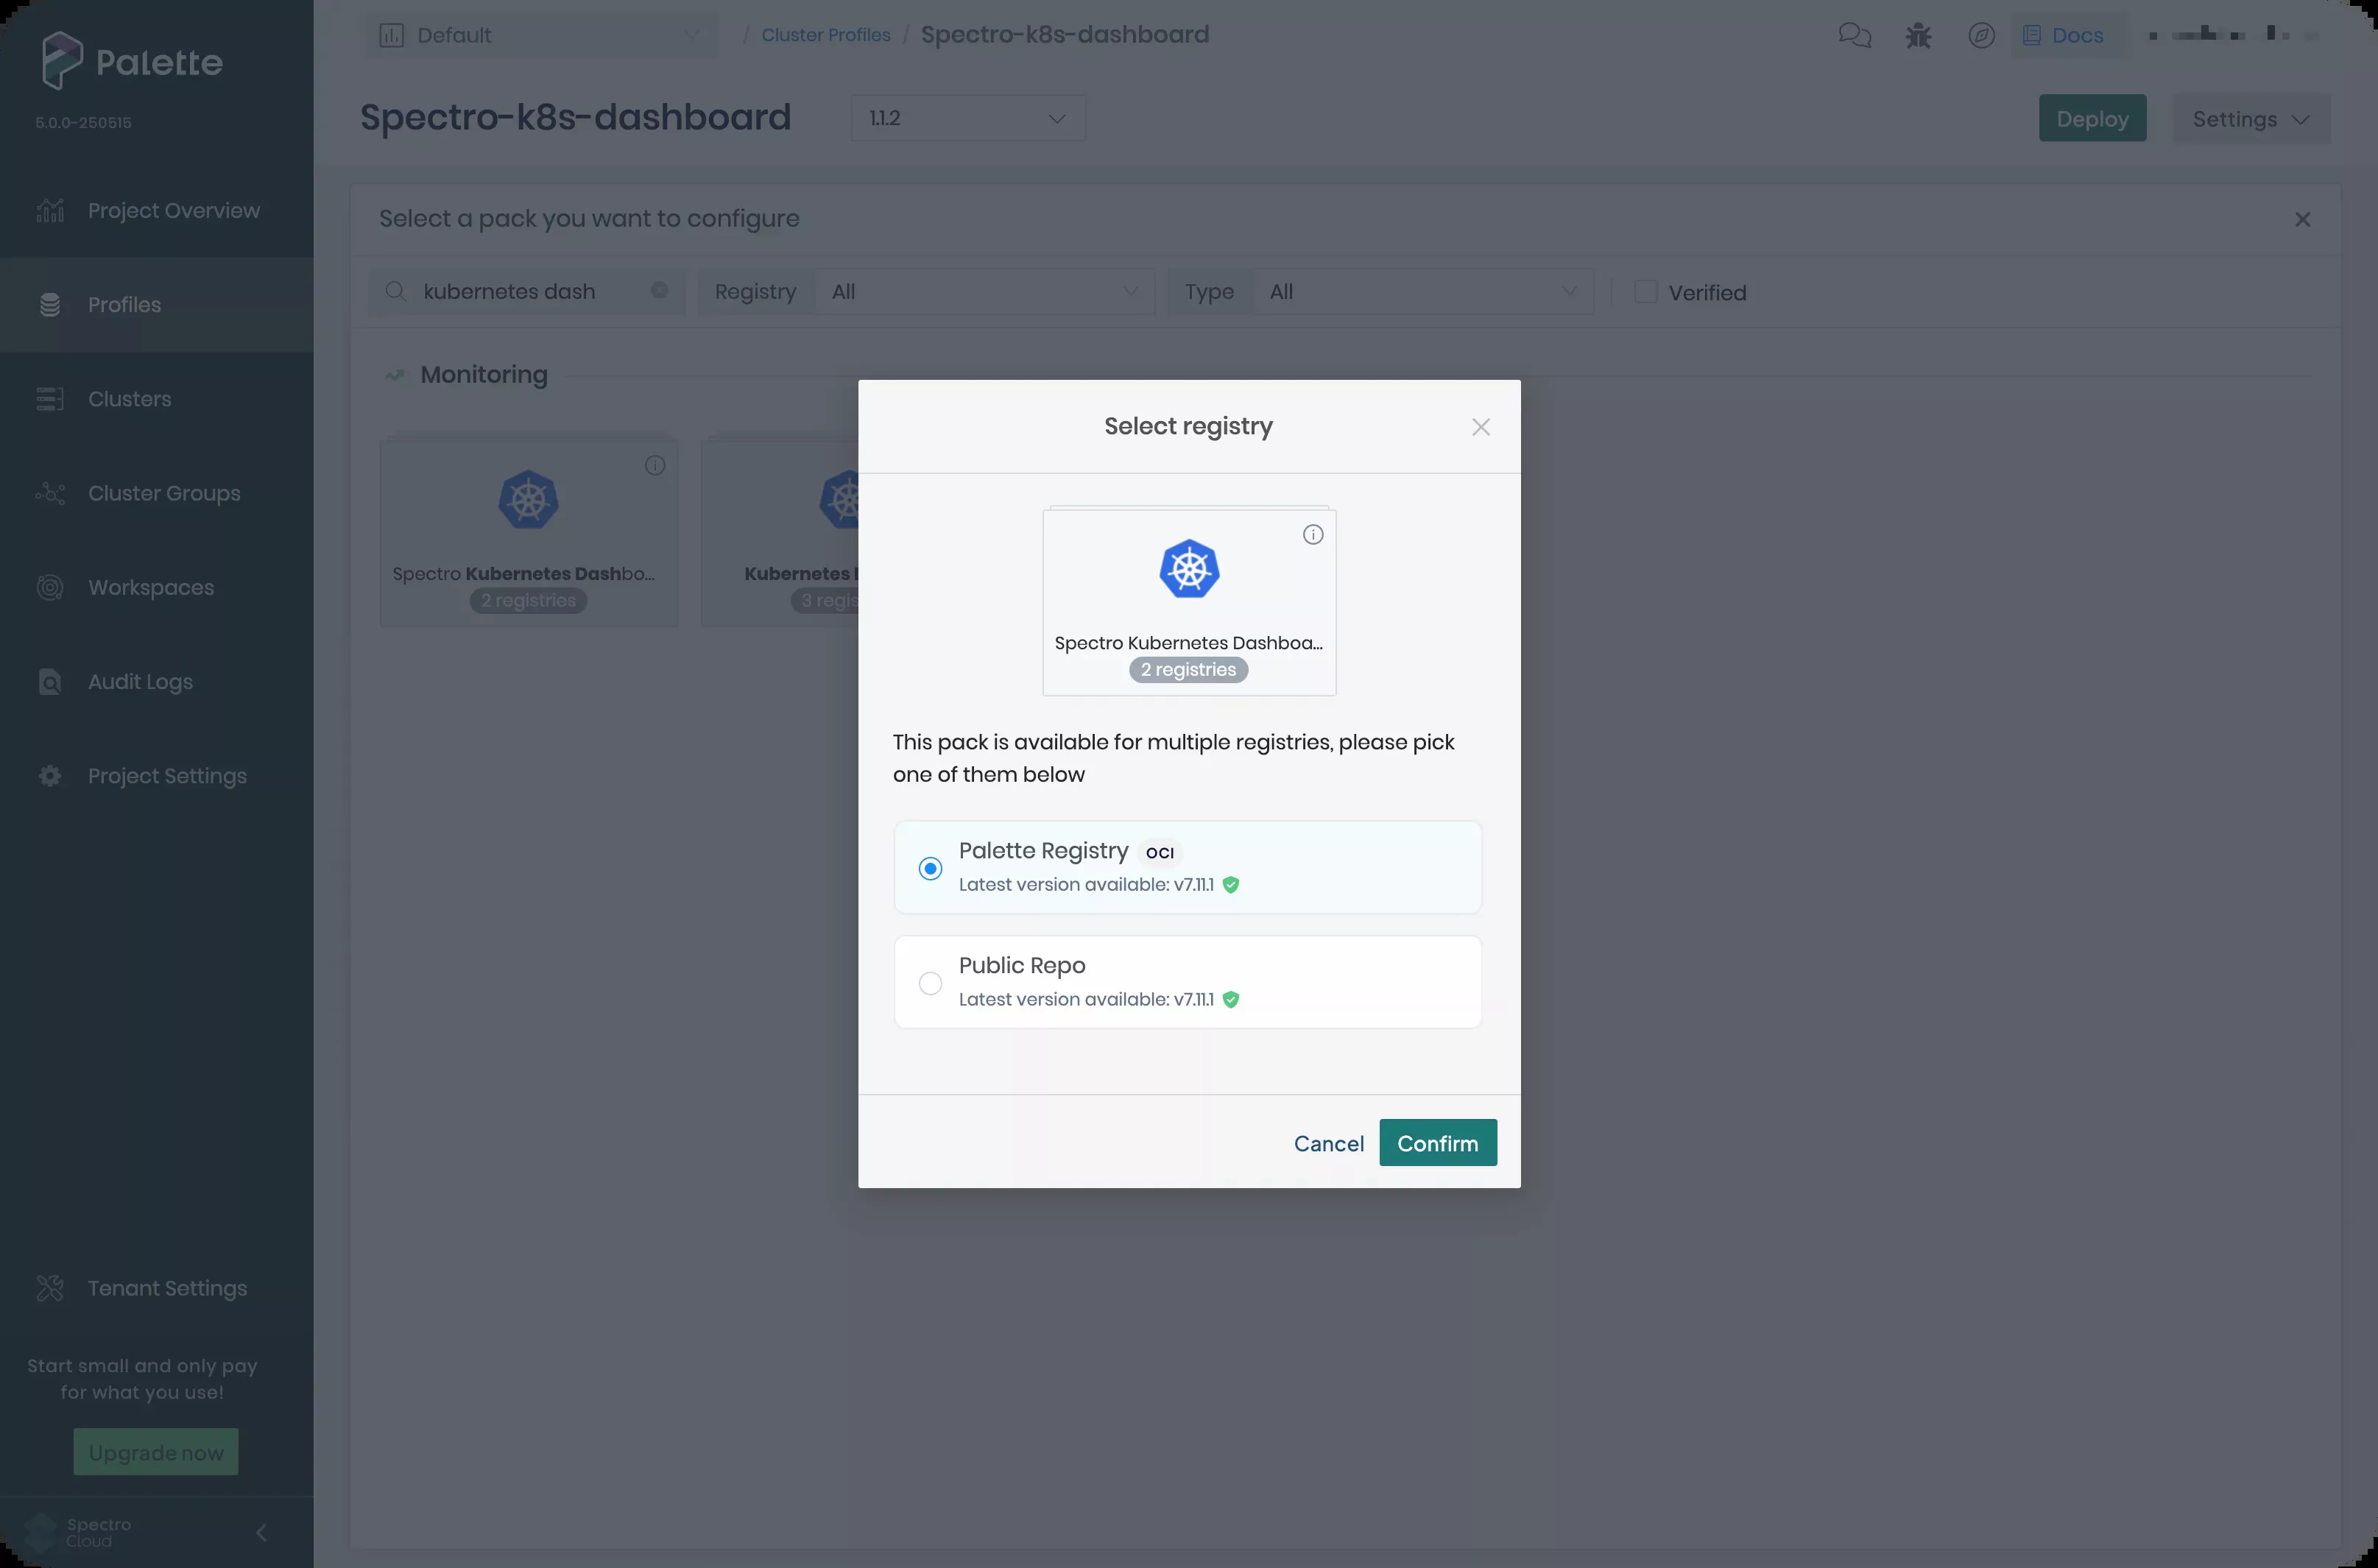 Palette
5.0.0-250515
Project Overview
Profiles
Clusters
Cluster Groups
Workspaces
Audit Logs
Project Settings
Tenant Settings
Start small and only pay
for what you use!
Upgrade now
Spectro
Cloud
Default / Cluster Profiles / Spectro-k8s-dashboard
Docs
Spectro-k8s-dashboard
1.1.2
Deploy
Settings
Select a pack you want to configure
kubernetes dash
Registry All
Type All
Verified
Monitoring
Spectro Kubernetes Dashbo...
2 registries
Kubernetes
3 regis
Select registry
Spectro Kubernetes Dashboa...
2 registries
This pack is available for multiple registries, please pick
one of them below
Palette Registry OCI
Latest version available: v7.11.1
Public Repo
Latest version available: v7.11.1
Cancel
Confirm